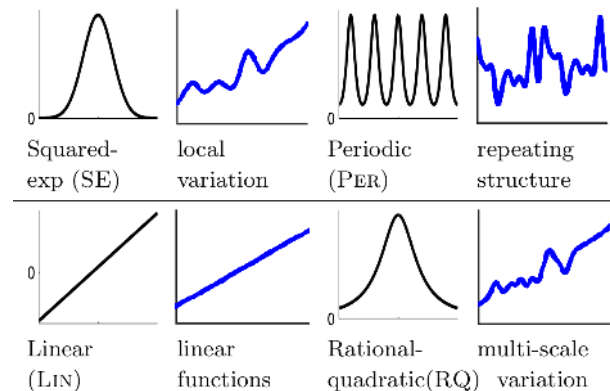 0
0
Squared-
exp (SE)
local
variation
Periodic
(PER)
repeating
structure
0
Linear
(LIN)
linear
functions
0
Rational-
quadratic(RQ)
multi-scale
variation